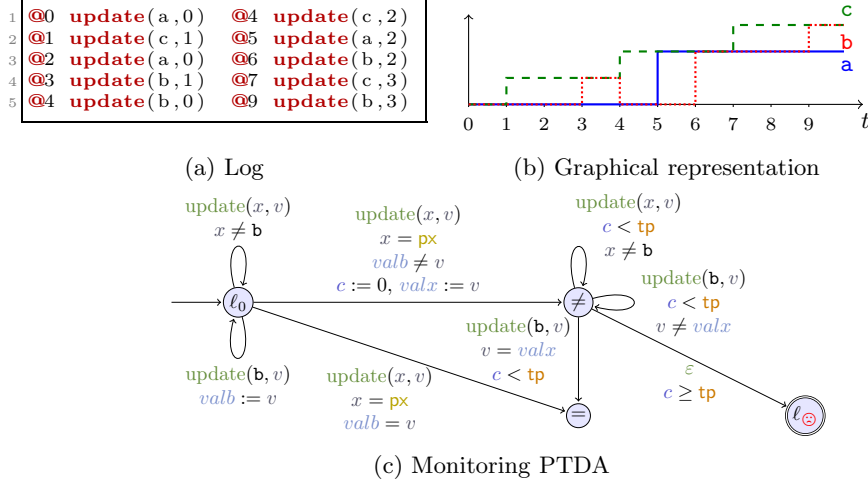 1 @0 update(a,0) @4 update(c,2)
2 @1 update(c,1) @5 update(a,2)
3 @2 update(a,0) @6 update(b,2)
4 @3 update(b,1) @7 update(c,3)
5 @4 update(b,0) @9 update(b,3)
(a) Log
c
b
a
0 1 2 3 4 5 6 7 8 9 t
(b) Graphical representation
update(x, v)
x ≠ b
ℓ0
update(b, v)
valb := v
update(x, v)
x = px
valb ≠ v
c := 0, valx := v
update(x, v)
x = px
valb = v
update(x, v)
c < tp
x ≠ b
≠
update(b, v)
c < tp
v ≠ valx
update(b, v)
v = valx
c < tp
=
ε
c ≥ tp
ℓ☹
(c) Monitoring PTDA